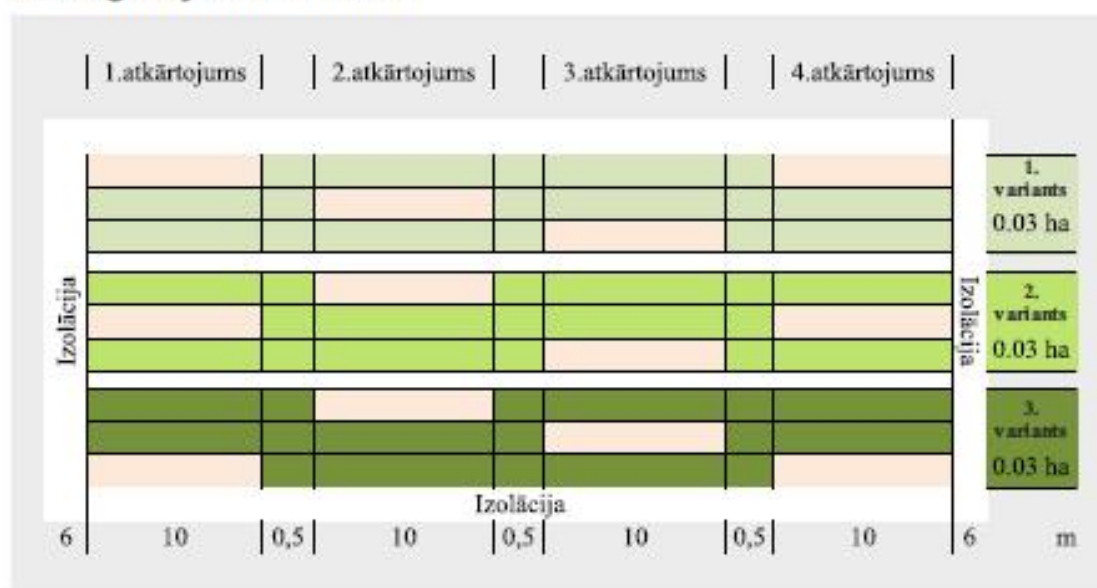 1.atkārtojums 2.atkārtojums 3.atkārtojums 4.atkārtojums
1.
variants
0.03 ha
Izolācija
Izolācija
2.
variants
0.03 ha
3.
variants
0.03 ha
Izolācija
6 10 0,5 10 0,5 10 0,5 10 6 m